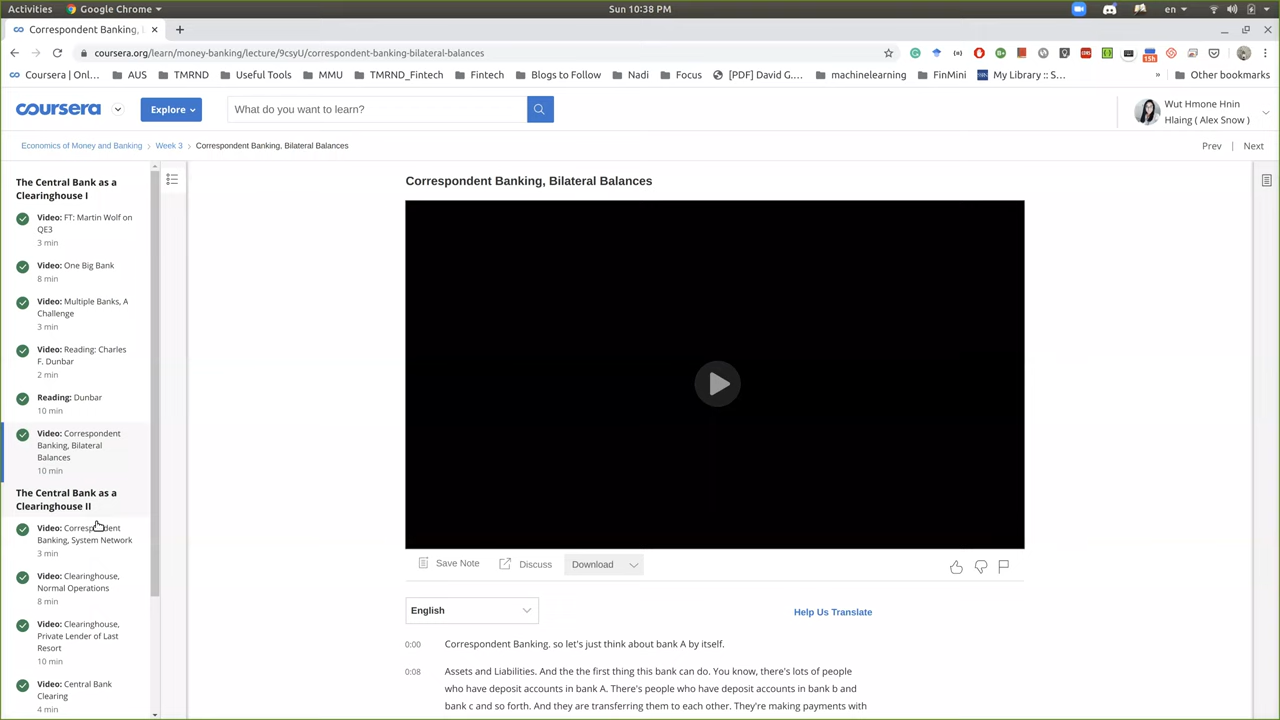 Activities
Google Chrome
Sun 10:38 PM
en
Correspondent Banking, 
coursera.org/learn/money-banking/lecture/9csyU/correspondent-banking-bilateral-balances
15h
Coursera | Onl…
AUS
TMRND
Useful Tools
MMU
TMRND_Fintech
Fintech
Blogs to Follow
Nadi
Focus
[PDF] David G.…
machinelearning
FinMini
My Library :: S…
»
Other bookmarks
coursera
Explore
What do you want to learn?
Wut Hmone Hnin
Hlaing ( Alex Snow )
Economics of Money and Banking
Week 3
Correspondent Banking, Bilateral Balances
Prev | Next
The Central Bank as a
Clearinghouse I
Video: FT: Martin Wolf on
QE3
3 min
Video: One Big Bank
8 min
Video: Multiple Banks, A
Challenge
3 min
Video: Reading: Charles
F. Dunbar
2 min
Reading: Dunbar
10 min
Video: Correspondent
Banking, Bilateral
Balances
10 min
The Central Bank as a
Clearinghouse II
Video: Correspondent
Banking, System Network
3 min
Video: Clearinghouse,
Normal Operations
8 min
Video: Clearinghouse,
Private Lender of Last
Resort
10 min
Video: Central Bank
Clearing
4 min
Correspondent Banking, Bilateral Balances
Save Note
Discuss
Download
English
Help Us Translate
0:00 Correspondent Banking. so let's just think about bank A by itself.
0:08 Assets and Liabilities. And the the first thing this bank can do. You know, there's lots of people
who have deposit accounts in bank A. There's people who have deposit accounts in bank b and
bank c and so forth. And they are transferring them to each other. They're making payments with